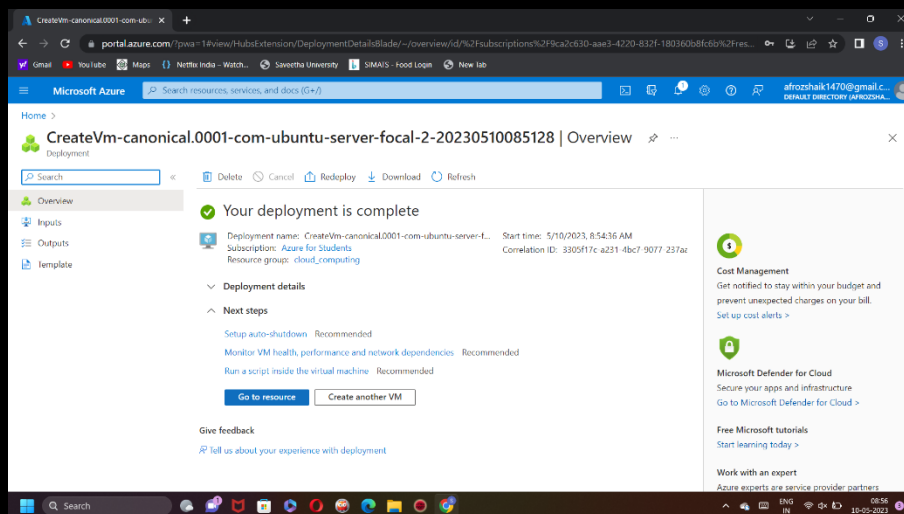 CreateVm-canonical.0001-com-ubu
portal.azure.com/?pwa=1#view/HubsExtension/DeploymentDetailsBlade/~/overview/id/%2Fsubscriptions%2F9ca2c630-aae3-4220-832f-180360b8fc6b%2Fres...
Gmail YouTube Maps Netflix India – Watch... Saveetha University SIMATS - Food Login New Tab
Microsoft Azure Search resources, services, and docs (G+/) 1 afrozshaik1470@gmail.c...
DEFAULT DIRECTORY (AFROZSHA...
Home >
CreateVm-canonical.0001-com-ubuntu-server-focal-2-20230510085128 | Overview ...
Deployment
Search « Delete Cancel Redeploy Download Refresh
Overview
Inputs
Outputs
Template
Your deployment is complete
Deployment name: CreateVm-canonical.0001-com-ubuntu-server-f... Start time: 5/10/2023, 8:54:36 AM
Subscription: Azure for Students Correlation ID: 3305f17c-a231-4bc7-9077-237aa
Resource group: cloud_computing
Deployment details
Next steps
Setup auto-shutdown Recommended
Monitor VM health, performance and network dependencies Recommended
Run a script inside the virtual machine Recommended
Go to resource Create another VM
Give feedback
Tell us about your experience with deployment
Cost Management
Get notified to stay within your budget and
prevent unexpected charges on your bill.
Set up cost alerts >
Microsoft Defender for Cloud
Secure your apps and infrastructure
Go to Microsoft Defender for Cloud >
Free Microsoft tutorials
Start learning today >
Work with an expert
Azure experts are service provider partners
Search ENG 08:56
IN 10-05-2023